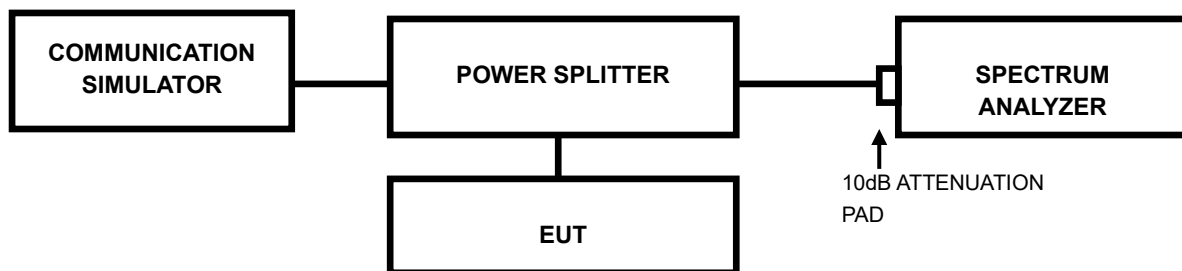 COMMUNICATION
SIMULATOR
POWER SPLITTER
SPECTRUM
ANALYZER
10dB ATTENUATION
PAD
EUT